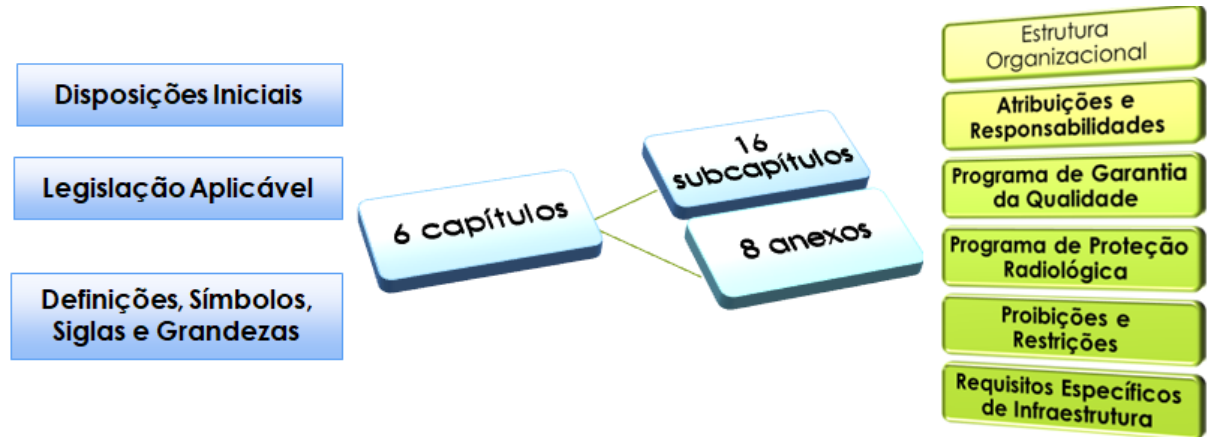 Disposições Iniciais
Legislação Aplicável
Definições, Símbolos,
Siglas e Grandezas
6 capítulos
16
subcapítulos
8 anexos
Estrutura
Organizacional
Atribuições e
Responsabilidades
Programa de Garantia
da Qualidade
Programa de Proteção
Radiológica
Proibições e
Restrições
Requisitos Específicos
de Infraestrutura